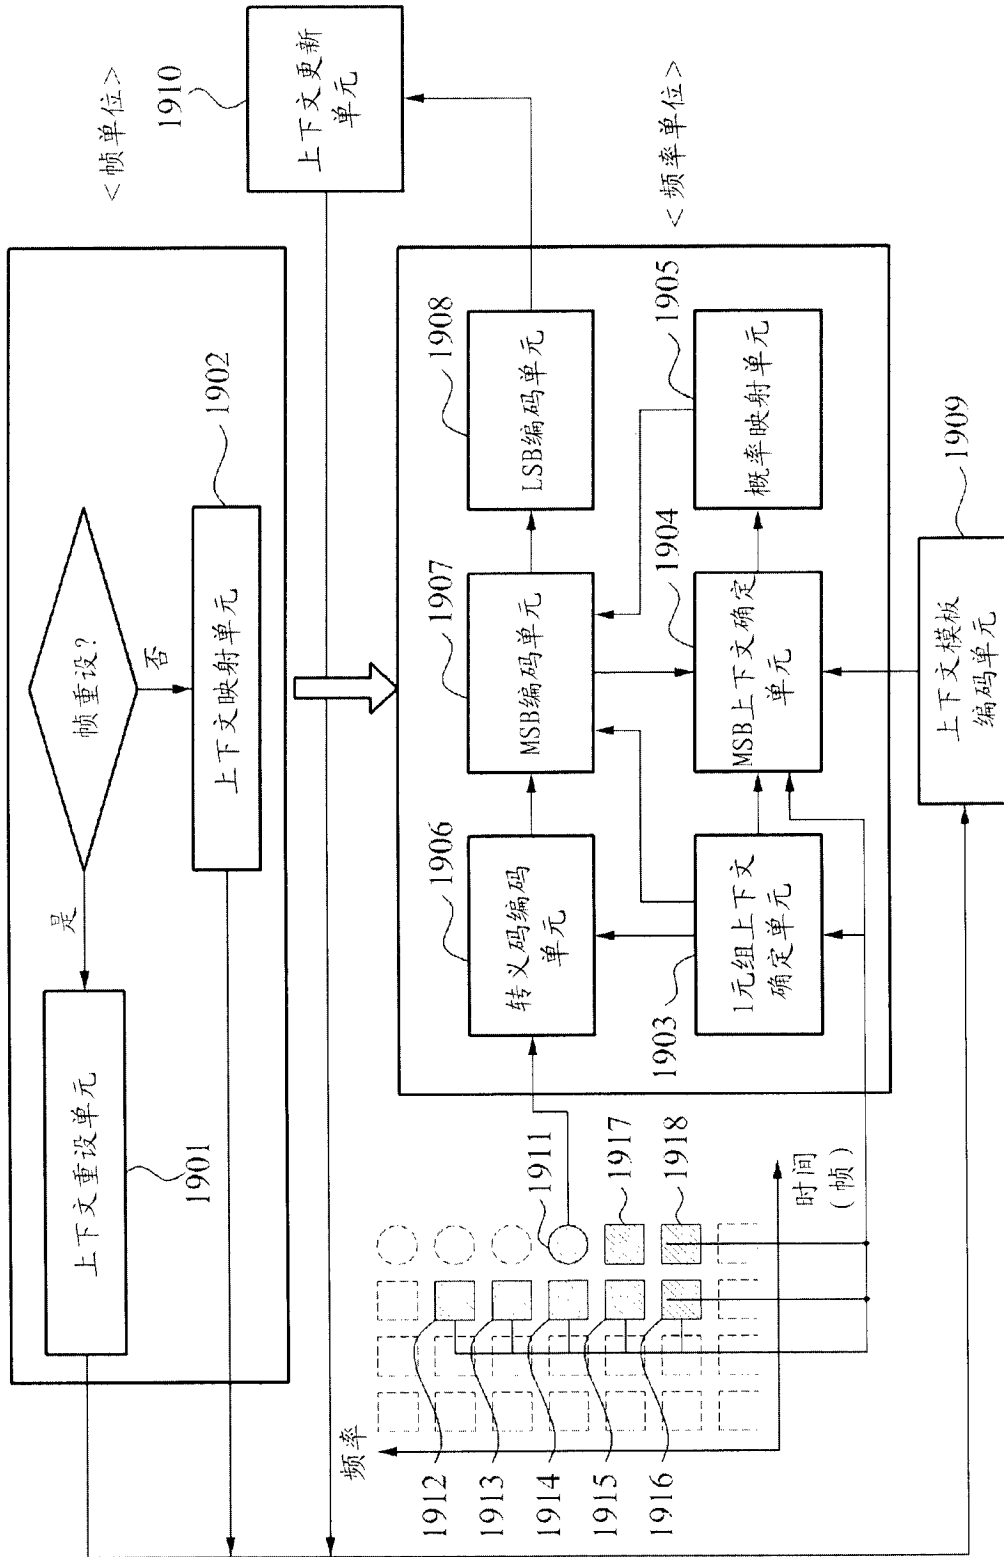 <帧单位>
帧重设?
是
否
上下文重设单元
1901
上下文映射单元
1902
上下文更新
单元
1910
<频率单位>
转义码编码
单元
1906
MSB编码单元
1907
LSB编码单元
1908
1元组上下文
确定单元
1903
MSB上下文确定
单元
1904
概率映射单元
1905
上下文模板
编码单元
1909
频率
时间
(帧)
1911
1917
1918
1912
1913
1914
1915
1916